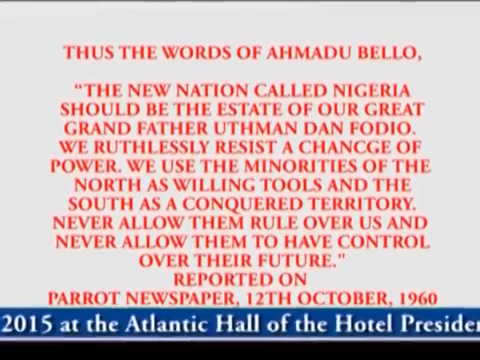 THUS THE WORDS OF AHMADU BELLO,
“THE NEW NATION CALLED NIGERIA
SHOULD BE THE ESTATE OF OUR GREAT
GRAND FATHER UTHMAN DAN FODIO.
WE RUTHLESSLY RESIST A CHANCGE OF
POWER. WE USE THE MINORITIES OF THE
NORTH AS WILLING TOOLS AND THE
SOUTH AS A CONQUERED TERRITORY.
NEVER ALLOW THEM RULE OVER US AND
NEVER ALLOW THEM TO HAVE CONTROL
OVER THEIR FUTURE."
REPORTED ON
PARROT NEWSPAPER, 12TH OCTOBER, 1960
2015 at the Atlantic Hall of the Hotel Presiden